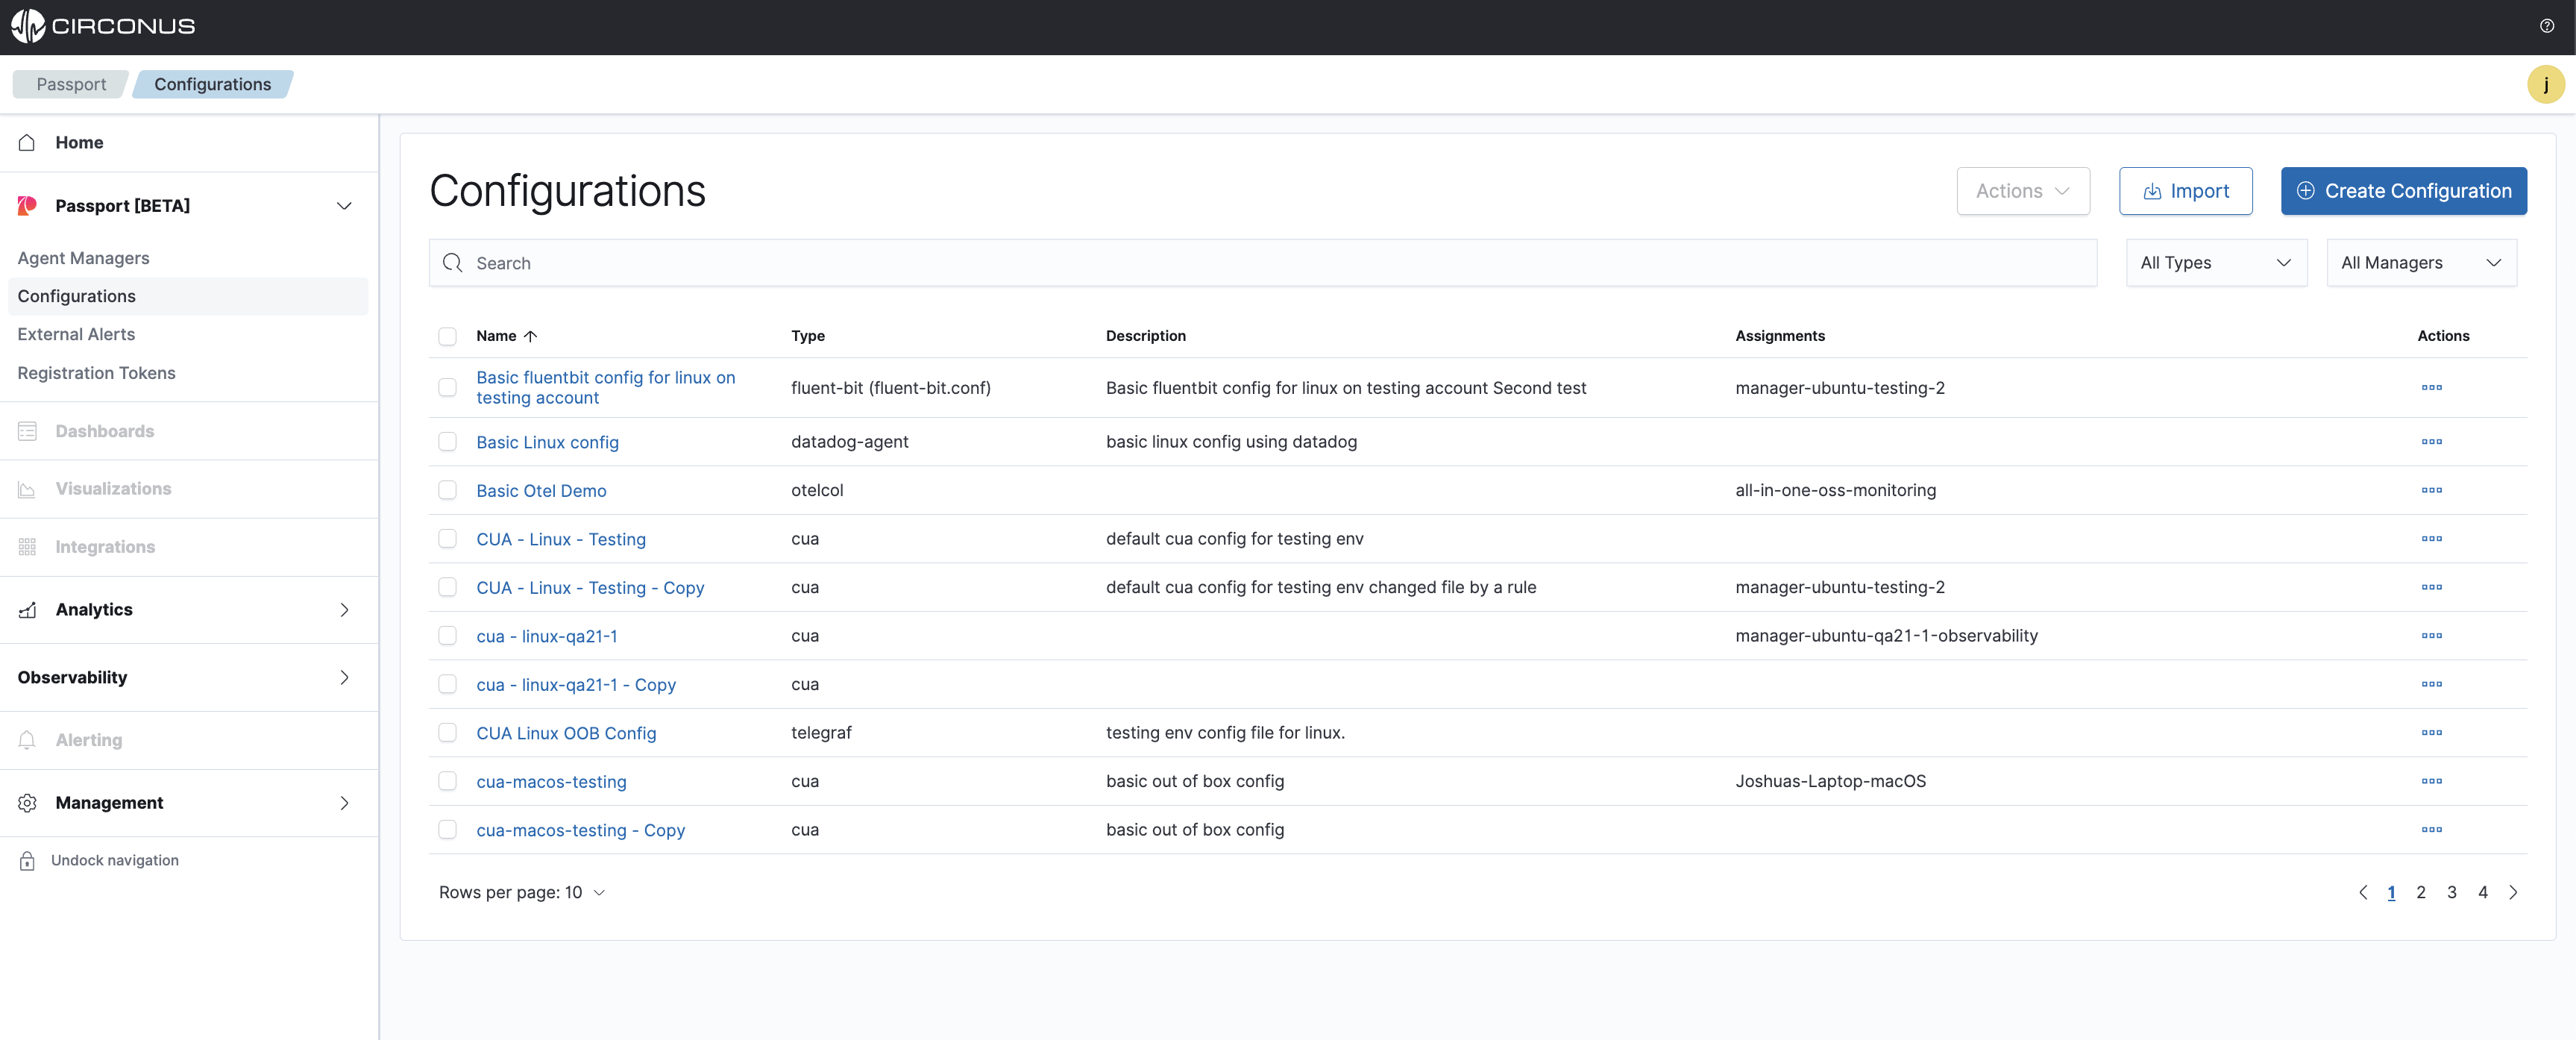 CIRCONUS
Passport
Configurations
j
Home
Passport [BETA]
Agent Managers
Configurations
External Alerts
Registration Tokens
Dashboards
Visualizations
Integrations
Analytics
Observability
Alerting
Management
Undock navigation
Configurations
Actions
Import
Create Configuration
Search
All Types
All Managers
Name Type Description Assignments Actions
Basic fluentbit config for linux on
testing account
fluent-bit (fluent-bit.conf) Basic fluentbit config for linux on testing account Second test manager-ubuntu-testing-2
Basic Linux config datadog-agent basic linux config using datadog
Basic Otel Demo otelcol all-in-one-oss-monitoring
CUA - Linux - Testing cua default cua config for testing env
CUA - Linux - Testing - Copy cua default cua config for testing env changed file by a rule manager-ubuntu-testing-2
cua - linux-qa21-1 cua manager-ubuntu-qa21-1-observability
cua - linux-qa21-1 - Copy cua
CUA Linux OOB Config telegraf testing env config file for linux.
cua-macos-testing cua basic out of box config Joshuas-Laptop-macOS
cua-macos-testing - Copy cua basic out of box config
Rows per page: 10
1 2 3 4